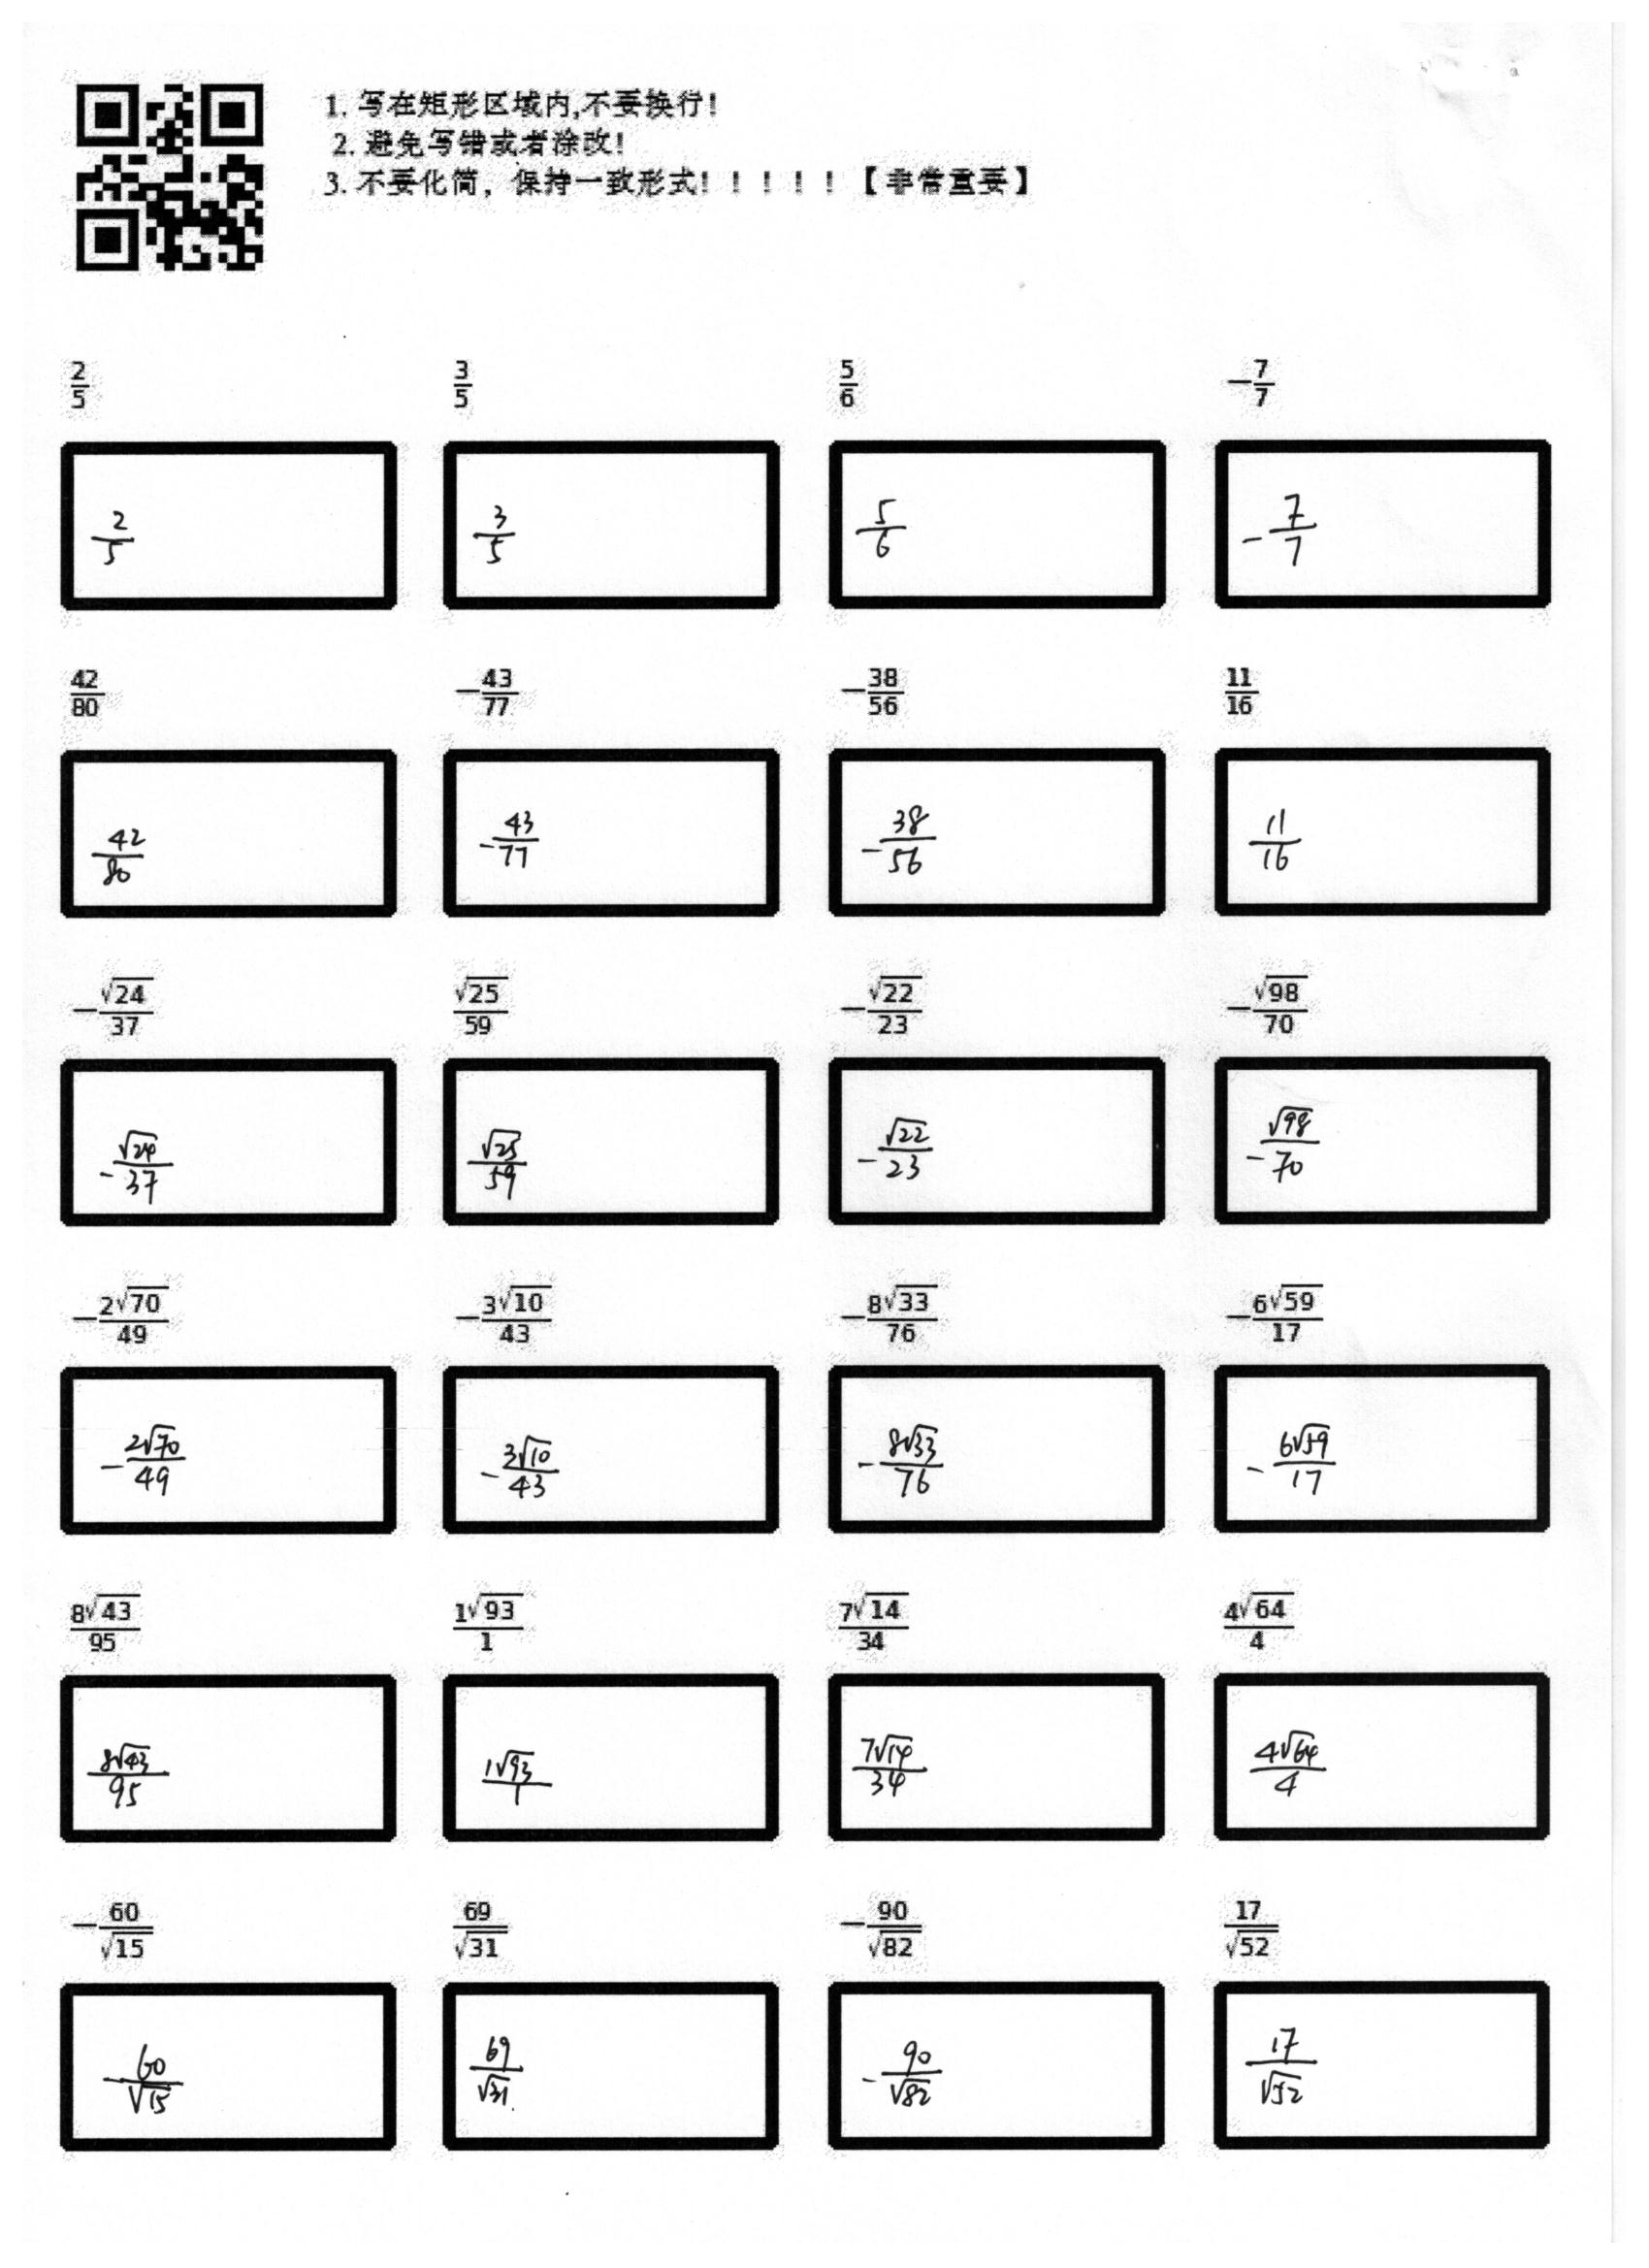 1. 写在矩形区域内,不要换行!
2. 避免写错或者涂改!
3. 不要化简，保持一致形式！！！！！【非常重要】
\frac{2}{5} \frac{3}{5} \frac{5}{6} -\frac{7}{7}
\frac{2}{5} \frac{3}{5} \frac{5}{6} -\frac{7}{7}
\frac{42}{80} -\frac{43}{77} -\frac{38}{56} \frac{11}{16}
\frac{42}{80} -\frac{43}{77} -\frac{38}{56} \frac{11}{16}
-\frac{\sqrt{24}}{37} \frac{\sqrt{25}}{59} -\frac{\sqrt{22}}{23} -\frac{\sqrt{98}}{70}
-\frac{\sqrt{24}}{37} \frac{\sqrt{25}}{59} -\frac{\sqrt{22}}{23} -\frac{\sqrt{98}}{70}
-\frac{2\sqrt{70}}{49} -\frac{3\sqrt{10}}{43} -\frac{8\sqrt{33}}{76} -\frac{6\sqrt{59}}{17}
-\frac{2\sqrt{70}}{49} -\frac{3\sqrt{10}}{43} -\frac{8\sqrt{33}}{76} -\frac{6\sqrt{59}}{17}
\frac{8\sqrt{43}}{95} \frac{1\sqrt{93}}{1} \frac{7\sqrt{14}}{34} \frac{4\sqrt{64}}{4}
\frac{8\sqrt{43}}{95} \frac{1\sqrt{93}}{1} \frac{7\sqrt{14}}{34} \frac{4\sqrt{64}}{4}
-\frac{60}{\sqrt{15}} \frac{69}{\sqrt{31}} -\frac{90}{\sqrt{82}} \frac{17}{\sqrt{52}}
-\frac{60}{\sqrt{15}} \frac{69}{\sqrt{31}} -\frac{90}{\sqrt{82}} \frac{17}{\sqrt{52}}